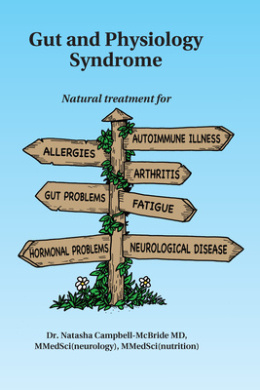 Gut and Physiology
Syndrome
Natural treatment for
AUTOIMMUNE ILLNESS
ALLERGIES
ARTHRITIS
GUT PROBLEMS
FATIGUE
HORMONAL PROBLEMS
NEUROLOGICAL DISEASE
Dr. Natasha Campbell-McBride MD,
MMedSci(neurology), MMedSci(nutrition)